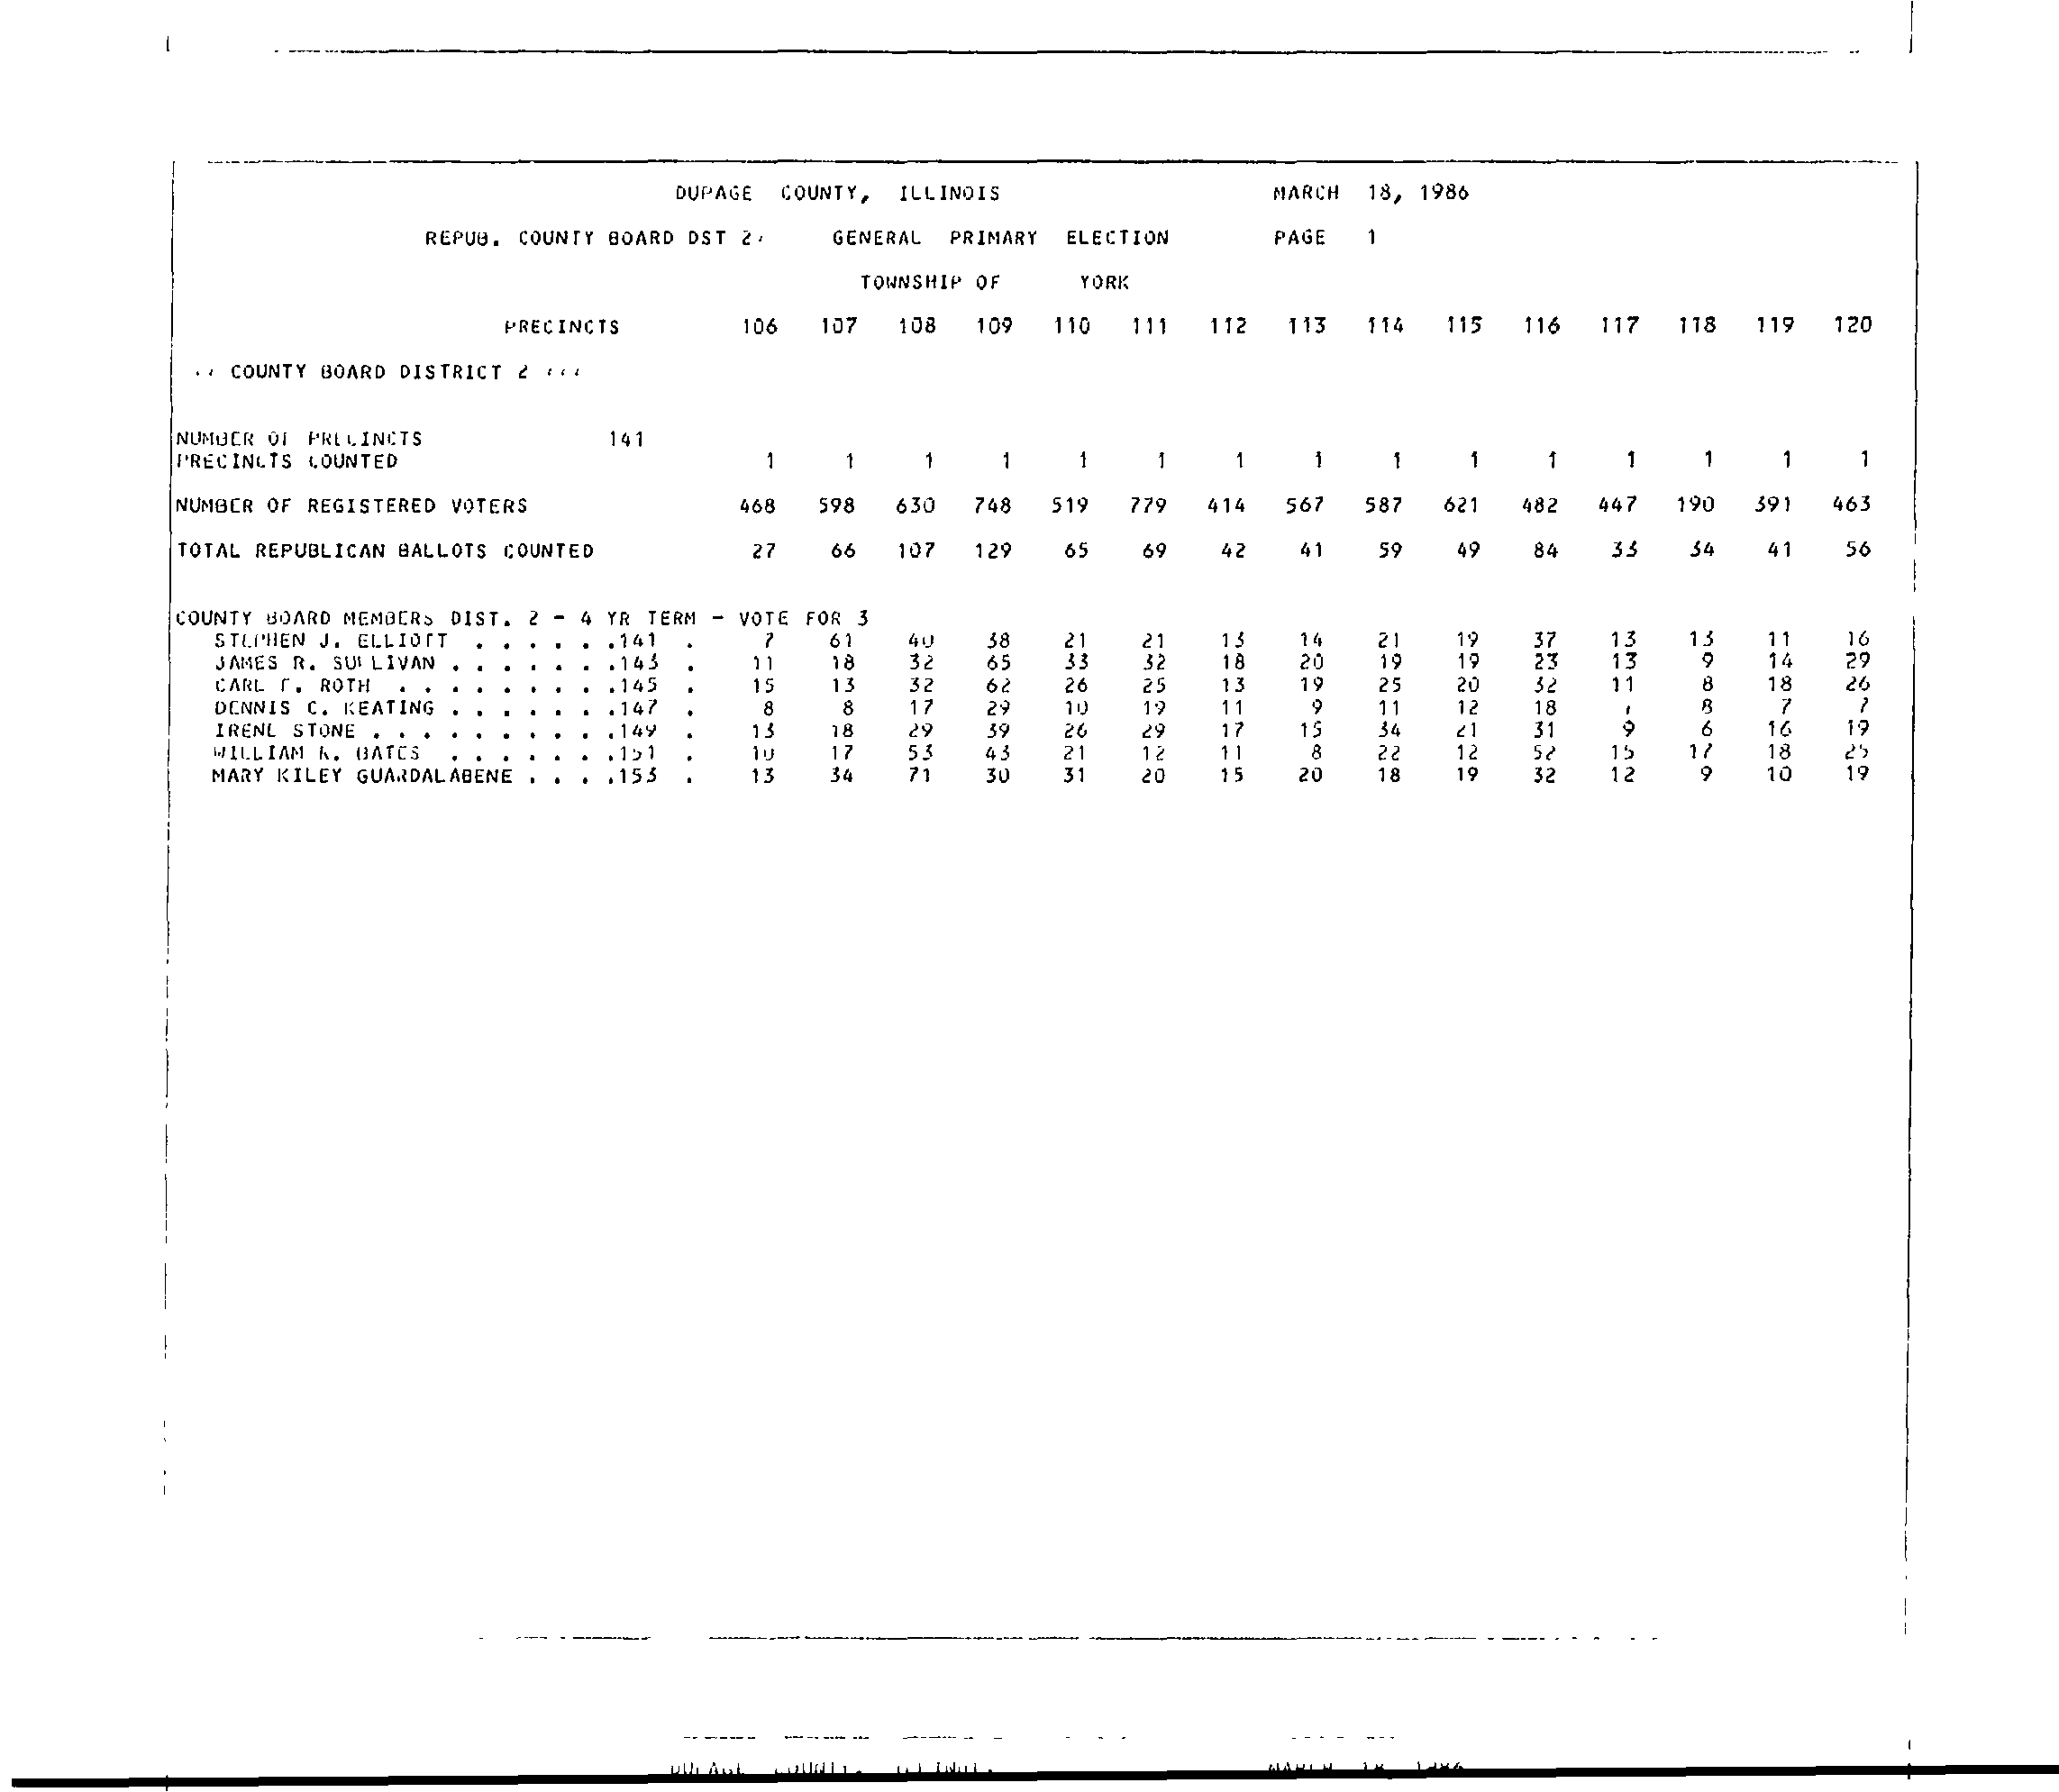 DUPAGE COUNTY, ILLINOIS MARCH 18, 1986
REPUB. COUNTY BOARD DST 2 GENERAL PRIMARY ELECTION PAGE 1
TOWNSHIP OF YORK
PRECINCTS 106 107 108 109 110 111 112 113 114 115 116 117 118 119 120
COUNTY BOARD DISTRICT 2
NUMBER OF PRECINCTS 141
PRECINCTS COUNTED 1 1 1 1 1 1 1 1 1 1 1 1 1 1 1
NUMBER OF REGISTERED VOTERS 468 598 630 748 519 779 414 567 587 621 482 447 190 391 463
TOTAL REPUBLICAN BALLOTS COUNTED 27 66 107 129 65 69 42 41 59 49 84 33 34 41 56
COUNTY BOARD MEMBERS DIST. 2 - 4 YR TERM - VOTE FOR 3
STEPHEN J. ELLIOTT . . . . . .141 . 7 61 40 38 21 21 13 14 21 19 37 13 13 11 16
JAMES R. SULLIVAN . . . . . . .143 . 11 18 32 65 33 32 18 20 19 19 23 13 9 14 29
CARL F. ROTH . . . . . . . . .145 . 15 13 32 62 26 25 13 19 25 20 32 11 8 18 26
DENNIS C. KEATING . . . . . . .147 . 8 8 17 29 10 19 11 9 11 12 18 8 7 7
IRENE STONE . . . . . . . . . .149 . 13 18 29 39 26 29 17 15 34 21 31 9 6 16 19
WILLIAM BATES . . . . . . .151 . 10 17 53 43 21 12 11 8 22 12 52 15 17 18 25
MARY KILEY GUARDALABENE . . . .153 . 13 34 71 30 31 20 15 20 18 19 32 12 9 10 19